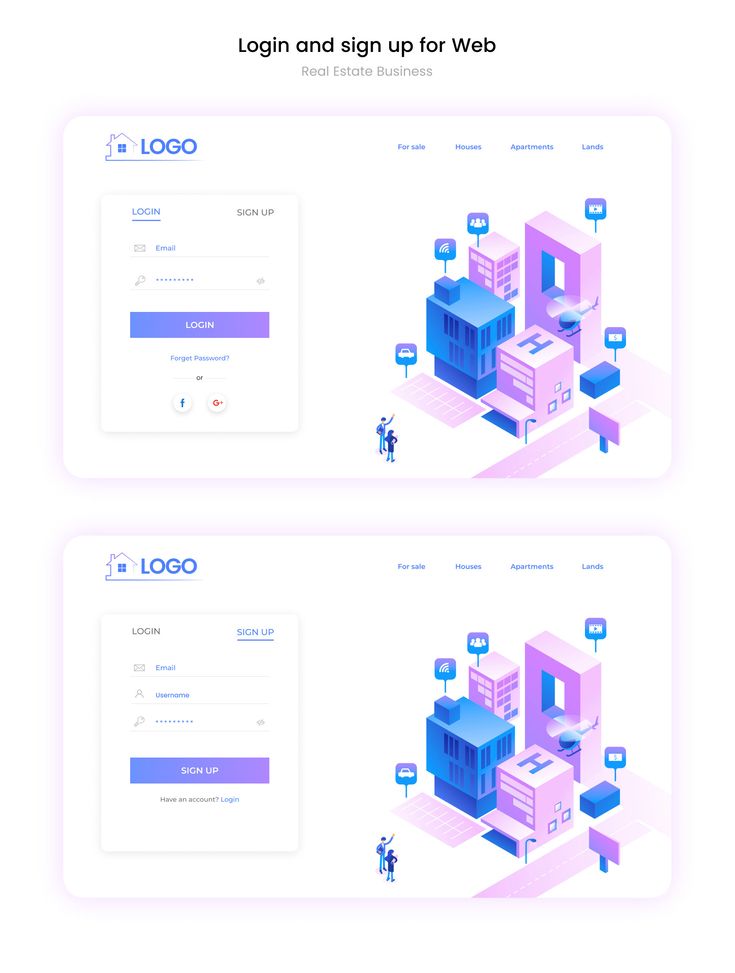 Login and sign up for Web
Real Estate Business
LOGO
For sale Houses Apartments Lands
LOGIN SIGN UP
Email
*********
LOGIN
Forget Password?
or
f G+
H
$
LOGO
For sale Houses Apartments Lands
LOGIN SIGN UP
Email
Username
*********
SIGN UP
Have an account? Login
H
$